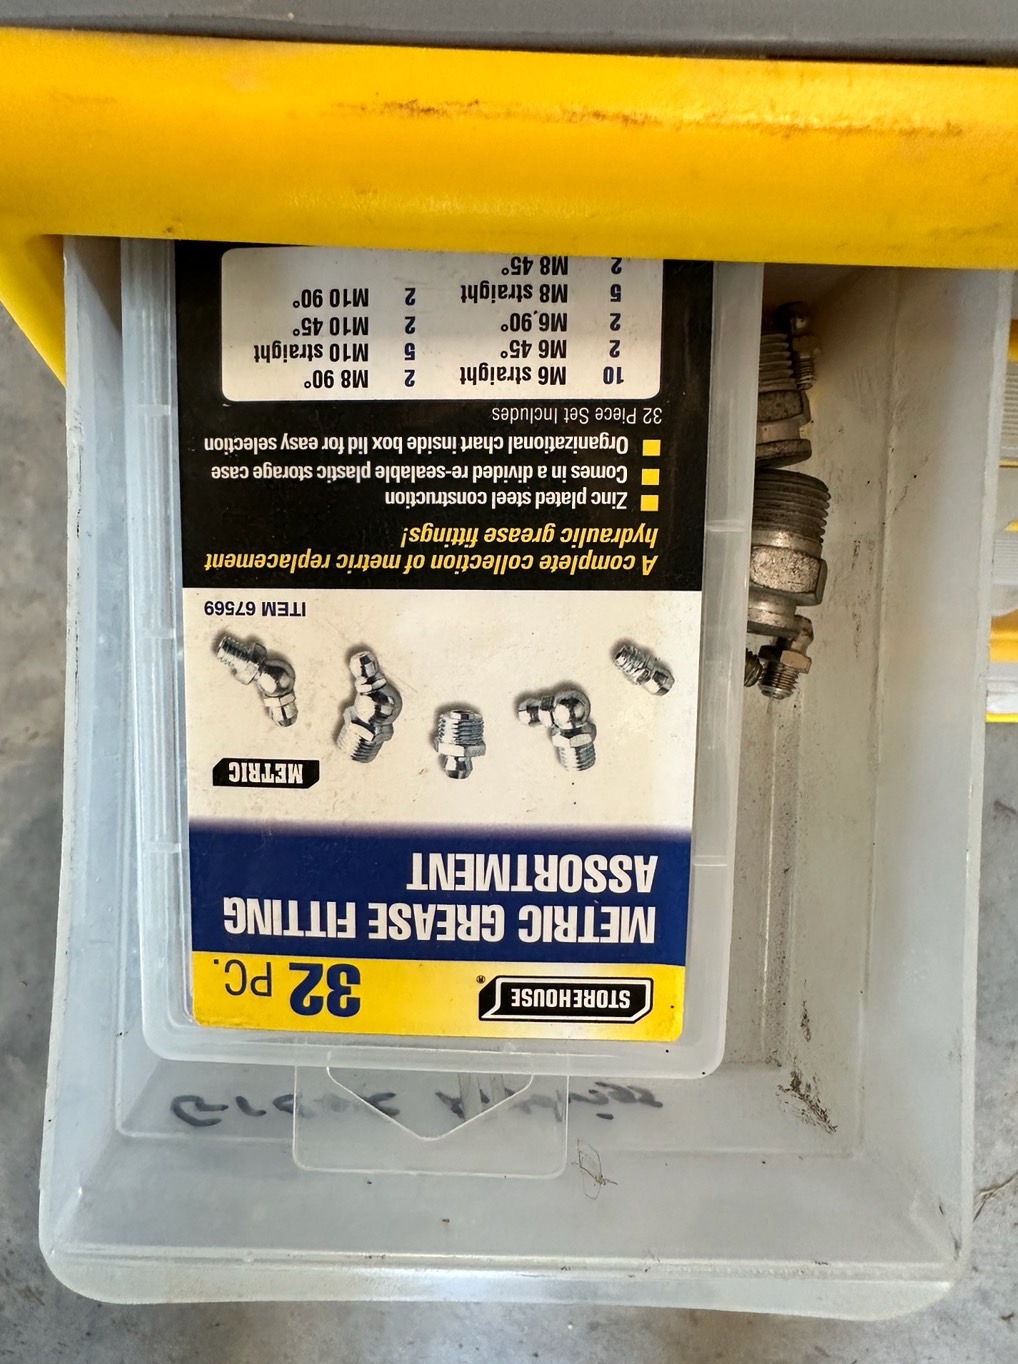 STOREHOUSE®
32 PC.
METRIC GREASE FITTING
ASSORTMENT
METRIC
ITEM 67569
A complete collection of metric replacement
hydraulic grease fittings!
Zinc plated steel construction
Comes in a divided re-sealable plastic storage case
Organizational chart inside box lid for easy selection
32 Piece Set Includes
10 M6 straight
2 M6 45°
2 M6 90°
5 M8 straight
2 M8 45°
2 M8 90°
5 M10 straight
2 M10 45°
2 M10 90°
Grease